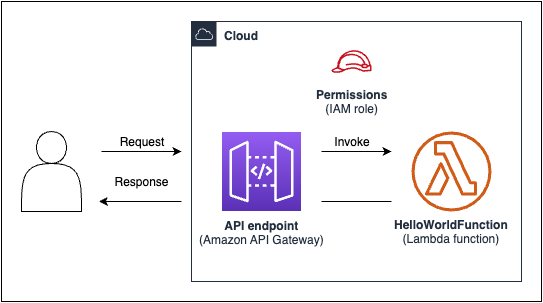 Cloud
Permissions
(IAM role)
Request
Invoke
Response
</>
API endpoint
(Amazon API Gateway)
HelloWorldFunction
(Lambda function)